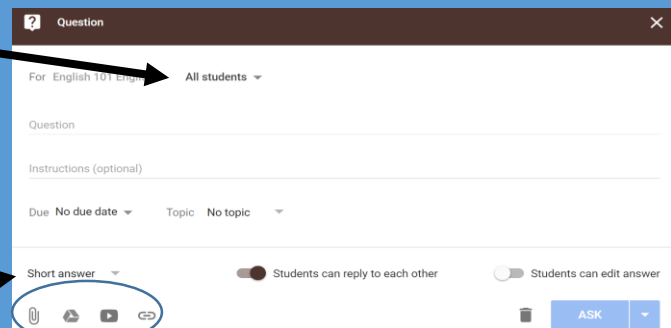 Question
For English 101 All students
Question
Instructions (optional)
Due No due date Topic No topic
Short answer Students can reply to each other Students can edit answer
ASK